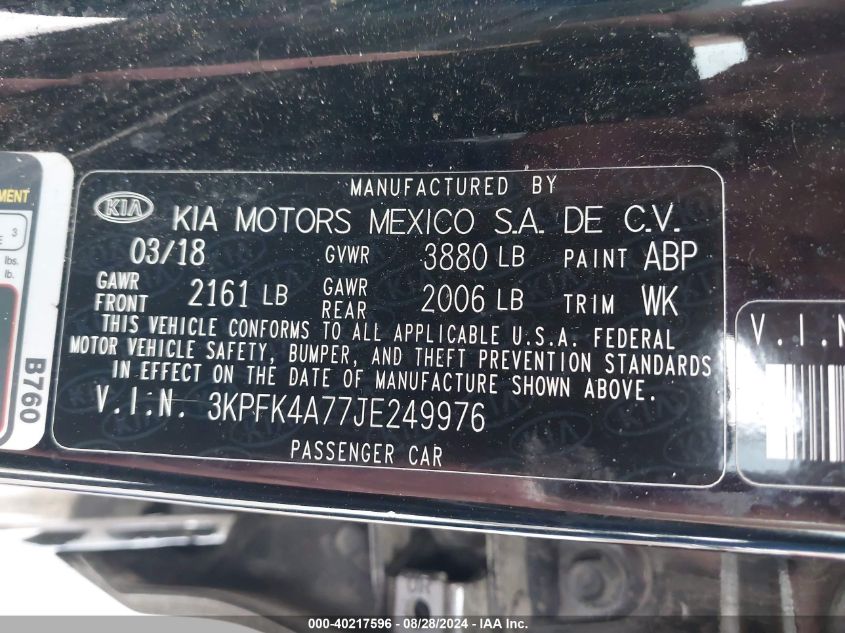 MENT
3
E
lbs.
lb.
B760
MANUFACTURED BY
KIA KIA MOTORS MEXICO S.A. DE C.V.
03/18 GVWR 3880 LB PAINT ABP
GAWR FRONT 2161 LB GAWR REAR 2006 LB TRIM WK
THIS VEHICLE CONFORMS TO ALL APPLICABLE U.S.A. FEDERAL
MOTOR VEHICLE SAFETY, BUMPER, AND THEFT PREVENTION STANDARDS
IN EFFECT ON THE DATE OF MANUFACTURE SHOWN ABOVE.
V.I.N. 3KPFK4A77JE249976
PASSENGER CAR
V.I.N
000-40217596 - 08/28/2024 - IAA, Inc.